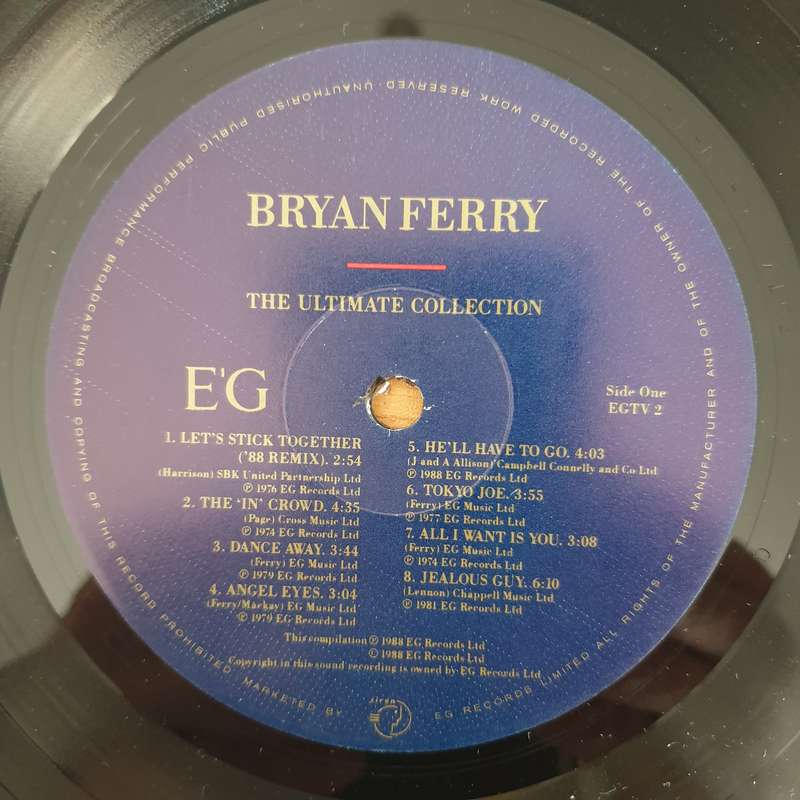 BRYAN FERRY
THE ULTIMATE COLLECTION
E'G
Side One
EGTV 2
1. LET'S STICK TOGETHER
('88 REMIX). 2:54
(Harrison) SBK United Partnership Ltd
℗ 1976 EG Records Ltd
2. THE 'IN' CROWD. 4:35
(Page) Cross Music Ltd
℗ 1974 EG Records Ltd
3. DANCE AWAY. 3:44
(Ferry) EG Music Ltd
℗ 1979 EG Records Ltd
4. ANGEL EYES. 3:04
(Ferry/Mackay) EG Music Ltd
℗ 1979 EG Records Ltd
5. HE'LL HAVE TO GO. 4:03
(J and A Allison) Campbell Connelly and Co Ltd
℗ 1988 EG Records Ltd
6. TOKYO JOE. 3:55
(Ferry) EG Music Ltd
℗ 1977 EG Records Ltd
7. ALL I WANT IS YOU. 3:08
(Ferry) EG Music Ltd
℗ 1974 EG Records Ltd
8. JEALOUS GUY. 6:10
(Lennon) Chappell Music Ltd
℗ 1981 EG Records Ltd
This compilation ℗ 1988 EG Records Ltd
© 1988 EG Records Ltd
Copyright in this sound recording is owned by EG Records Ltd
EG RECORDS LIMITED ALL RIGHTS OF THE MANUFACTURER AND OF THE OWNER OF THE RECORDED WORK RESERVED · UNAUTHORISED PUBLIC PERFORMANCE BROADCASTING AND COPYING OF THIS RECORD PROHIBITED. MARKETED BY